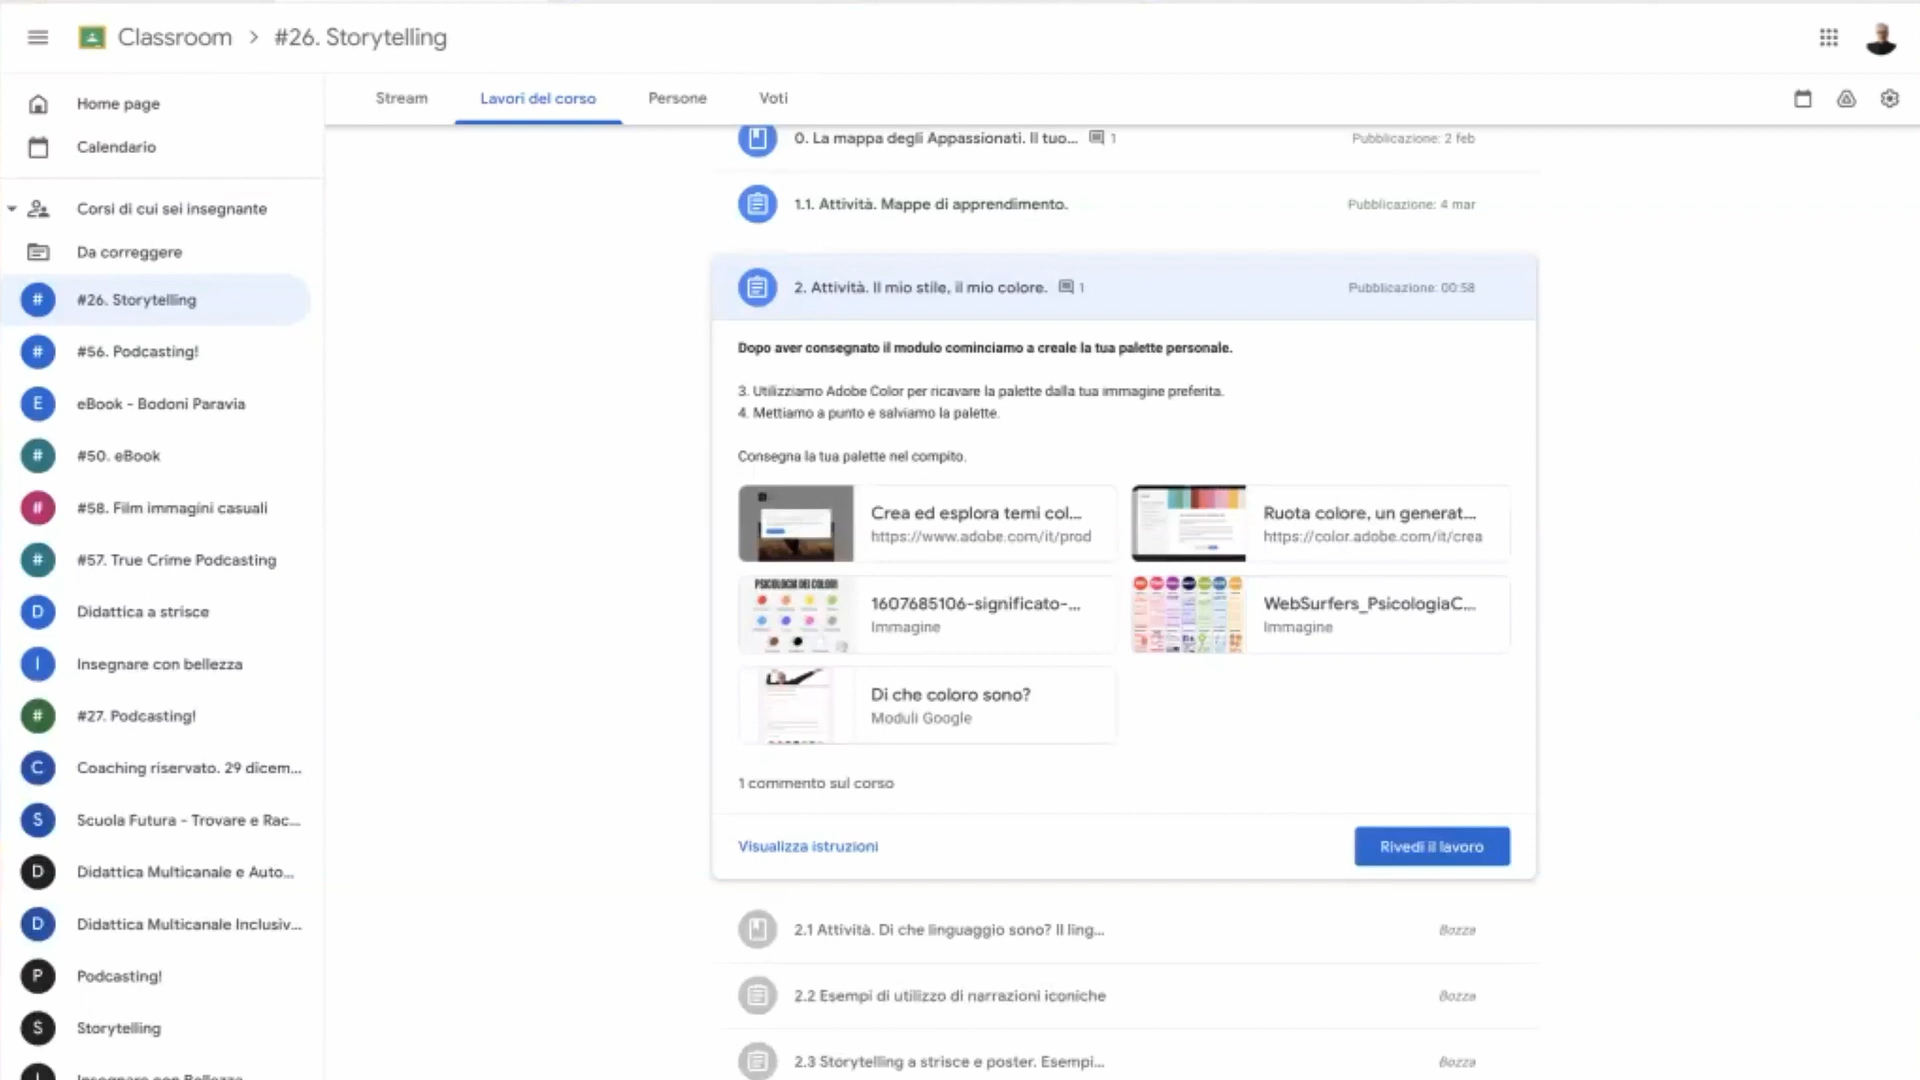 Classroom > #26. Storytelling
Home page
Calendario
Corsi di cui sei insegnante
Da correggere
# #26. Storytelling
# #56. Podcasting!
E eBook - Bodoni Paravia
# #50. eBook
# #58. Film immagini casuali
# #57. True Crime Podcasting
D Didattica a strisce
I Insegnare con bellezza
# #27. Podcasting!
C Coaching riservato. 29 dicem...
S Scuola Futura - Trovare e Rac...
D Didattica Multicanale e Auto...
D Didattica Multicanale Inclusiv...
P Podcasting!
S Storytelling
Insegnare con Bellezza
Stream Lavori del corso Persone Voti
0. La mappa degli Appassionati. Il tuo... 1 Pubblicazione: 2 feb
1.1. Attività. Mappe di apprendimento. Pubblicazione: 4 mar
2. Attività. Il mio stile, il mio colore. 1 Pubblicazione: 00:58
Dopo aver consegnato il modulo cominciamo a creale la tua palette personale.
3. Utilizziamo Adobe Color per ricavare la palette dalla tua immagine preferita.
4. Mettiamo a punto e salviamo la palette.
Consegna la tua palette nel compito.
Crea ed esplora temi col...
https://www.adobe.com/it/prod
Ruota colore, un generat...
https://color.adobe.com/it/crea
PSICOLOGIA DEI COLORI
1607685106-significato-...
Immagine
WebSurfers_PsicologiaC...
Immagine
Di che coloro sono?
Moduli Google
1 commento sul corso
Visualizza istruzioni
Rivedi il lavoro
2.1 Attività. Di che linguaggio sono? Il ling... Bozza
2.2 Esempi di utilizzo di narrazioni iconiche Bozza
2.3 Storytelling a strisce e poster. Esempi... Bozza